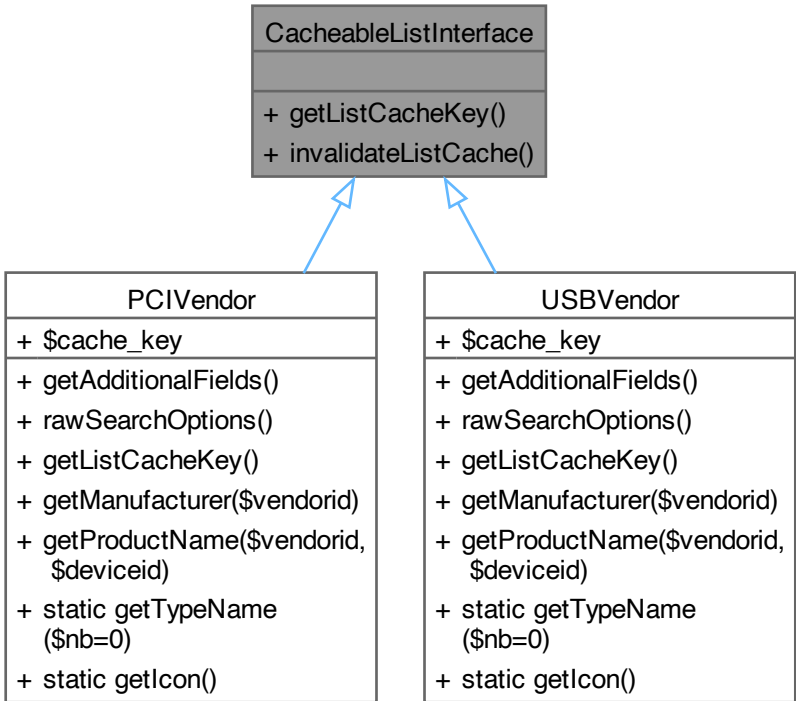 CacheableListInterface
+ getListCacheKey()
+ invalidateListCache()
PCIVendor
+ $cache_key
+ getAdditionalFields()
+ rawSearchOptions()
+ getListCacheKey()
+ getManufacturer($vendorid)
+ getProductName($vendorid,
$deviceid)
+ static getTypeName
($nb=0)
+ static getIcon()
USBVendor
+ $cache_key
+ getAdditionalFields()
+ rawSearchOptions()
+ getListCacheKey()
+ getManufacturer($vendorid)
+ getProductName($vendorid,
$deviceid)
+ static getTypeName
($nb=0)
+ static getIcon()